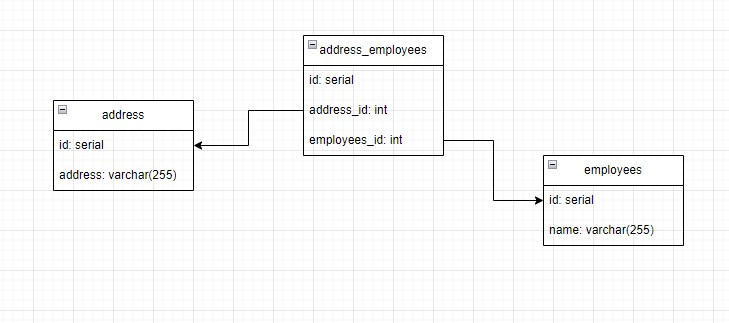 address_employees
id: serial
address_id: int
employees_id: int
address
id: serial
address: varchar(255)
employees
id: serial
name: varchar(255)